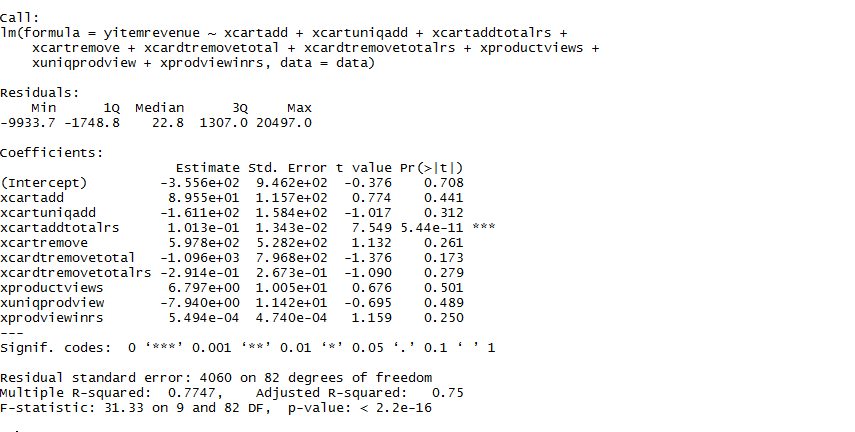 Call:
lm(formula = yitemrevenue ~ xcartadd + xcartuniqadd + xcartaddtotalrs +
    xcartremove + xcardtremovetotal + xcardtremovetotalrs + xproductviews +
    xuniqprodview + xprodviewinrs, data = data)

Residuals:
    Min      1Q  Median      3Q     Max
-9933.7 -1748.8    22.8  1307.0 20497.0

Coefficients:
                      Estimate Std. Error t value Pr(>|t|)
(Intercept)         -3.556e+02  9.462e+02  -0.376    0.708
xcartadd             8.955e+01  1.157e+02   0.774    0.441
xcartuniqadd        -1.611e+02  1.584e+02  -1.017    0.312
xcartaddtotalrs      1.013e-01  1.343e-02   7.549 5.44e-11 ***
xcartremove          5.978e+02  5.282e+02   1.132    0.261
xcardtremovetotal   -1.096e+03  7.968e+02  -1.376    0.173
xcardtremovetotalrs -2.914e-01  2.673e-01  -1.090    0.279
xproductviews        6.797e+00  1.005e+01   0.676    0.501
xuniqprodview       -7.940e+00  1.142e+01  -0.695    0.489
xprodviewinrs        5.494e-04  4.740e-04   1.159    0.250
---
Signif. codes:  0 ‘***’ 0.001 ‘**’ 0.01 ‘*’ 0.05 ‘.’ 0.1 ‘ ’ 1

Residual standard error: 4060 on 82 degrees of freedom
Multiple R-squared:  0.7747,    Adjusted R-squared:   0.75
F-statistic: 31.33 on 9 and 82 DF,  p-value: < 2.2e-16